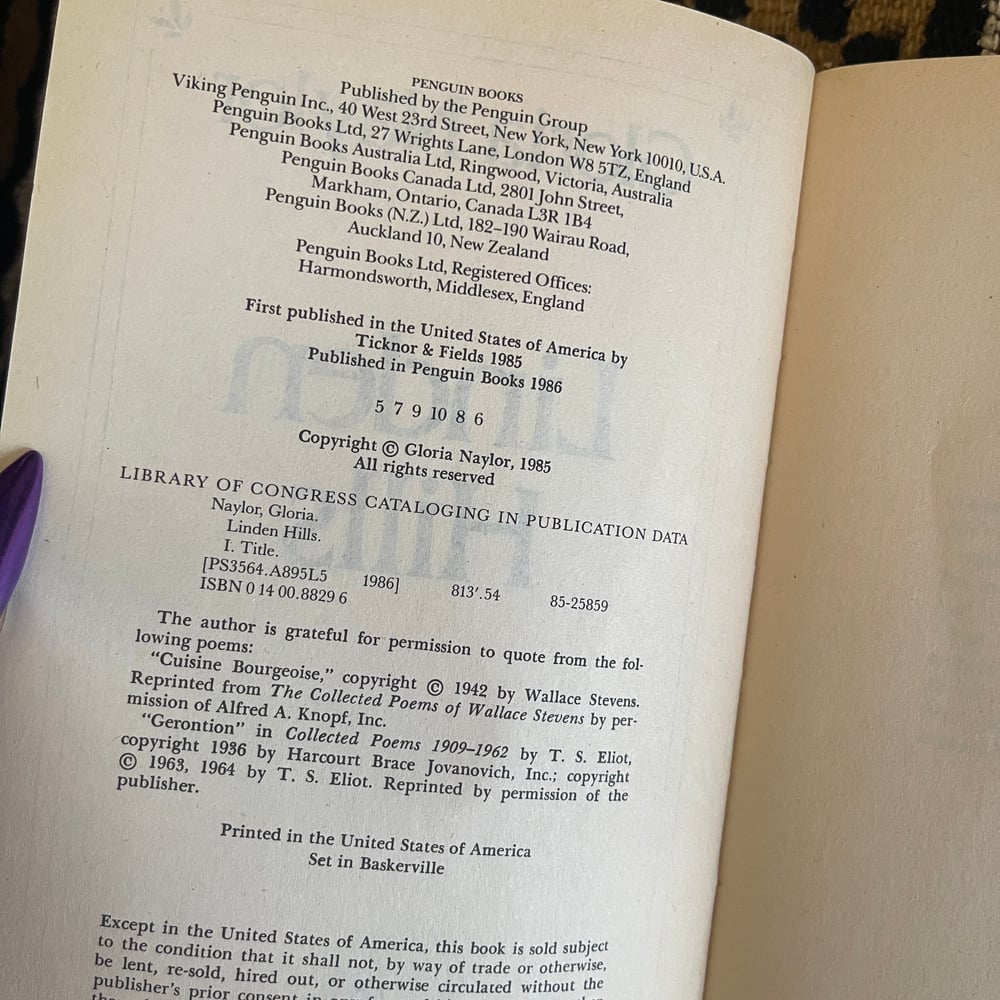 PENGUIN BOOKS
Published by the Penguin Group
Viking Penguin Inc., 40 West 23rd Street, New York, New York 10010, U.S.A.
Penguin Books Ltd, 27 Wrights Lane, London W8 5TZ, England
Penguin Books Australia Ltd, Ringwood, Victoria, Australia
Penguin Books Canada Ltd, 2801 John Street,
Markham, Ontario, Canada L3R 1B4
Penguin Books (N.Z.) Ltd, 182–190 Wairau Road,
Auckland 10, New Zealand
Penguin Books Ltd, Registered Offices:
Harmondsworth, Middlesex, England
First published in the United States of America by
Ticknor & Fields 1985
Published in Penguin Books 1986
5 7 9 10 8 6
Copyright © Gloria Naylor, 1985
All rights reserved
LIBRARY OF CONGRESS CATALOGING IN PUBLICATION DATA
Naylor, Gloria.
Linden Hills.
I. Title.
[PS3564.A895L5 1986] 813'.54 85-25859
ISBN 0 14 00.8829 6
The author is grateful for permission to quote from the fol-
lowing poems:
"Cuisine Bourgeoise," copyright © 1942 by Wallace Stevens.
Reprinted from The Collected Poems of Wallace Stevens by per-
mission of Alfred A. Knopf, Inc.
"Gerontion" in Collected Poems 1909–1962 by T. S. Eliot,
copyright 1936 by Harcourt Brace Jovanovich, Inc.; copyright
© 1963, 1964 by T. S. Eliot. Reprinted by permission of the
publisher.
Printed in the United States of America
Set in Baskerville
Except in the United States of America, this book is sold subject
to the condition that it shall not, by way of trade or otherwise,
be lent, re-sold, hired out, or otherwise circulated without the
publisher's prior consent in